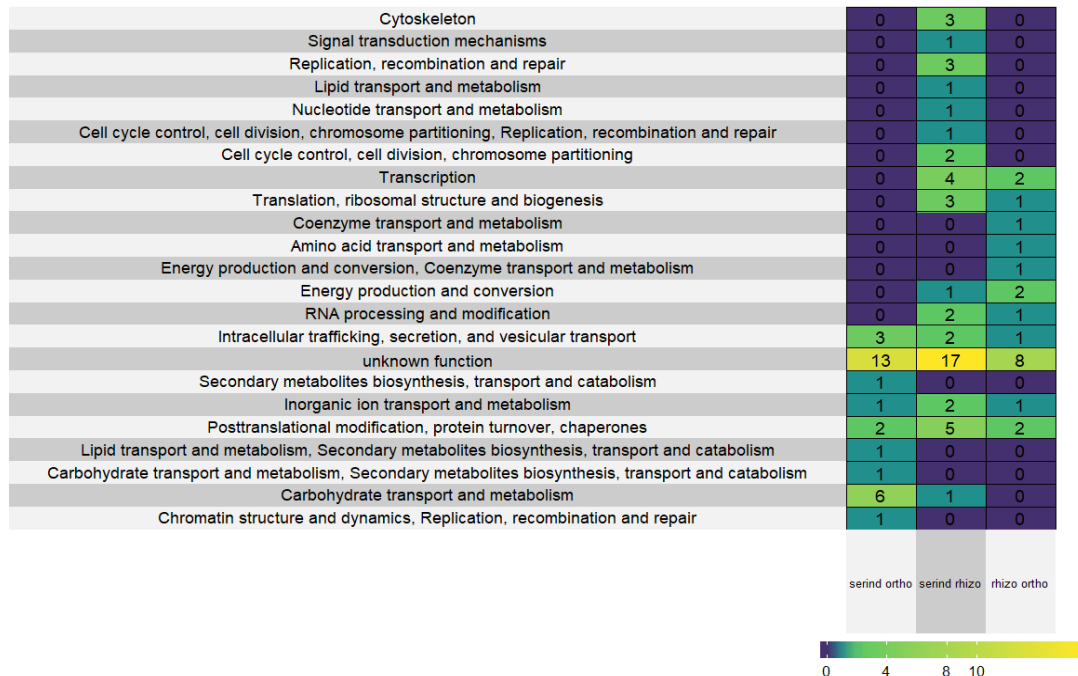 Cytoskeleton 0 3 0
Signal transduction mechanisms 0 1 0
Replication, recombination and repair 0 3 0
Lipid transport and metabolism 0 1 0
Nucleotide transport and metabolism 0 1 0
Cell cycle control, cell division, chromosome partitioning, Replication, recombination and repair 0 1 0
Cell cycle control, cell division, chromosome partitioning 0 2 0
Transcription 0 4 2
Translation, ribosomal structure and biogenesis 0 3 1
Coenzyme transport and metabolism 0 0 1
Amino acid transport and metabolism 0 0 1
Energy production and conversion, Coenzyme transport and metabolism 0 0 1
Energy production and conversion 0 1 2
RNA processing and modification 0 2 1
Intracellular trafficking, secretion, and vesicular transport 3 2 1
unknown function 13 17 8
Secondary metabolites biosynthesis, transport and catabolism 1 0 0
Inorganic ion transport and metabolism 1 2 1
Posttranslational modification, protein turnover, chaperones 2 5 2
Lipid transport and metabolism, Secondary metabolites biosynthesis, transport and catabolism 1 0 0
Carbohydrate transport and metabolism, Secondary metabolites biosynthesis, transport and catabolism 1 0 0
Carbohydrate transport and metabolism 6 1 0
Chromatin structure and dynamics, Replication, recombination and repair 1 0 0
serind ortho serind rhizo rhizo ortho
0 4 8 10